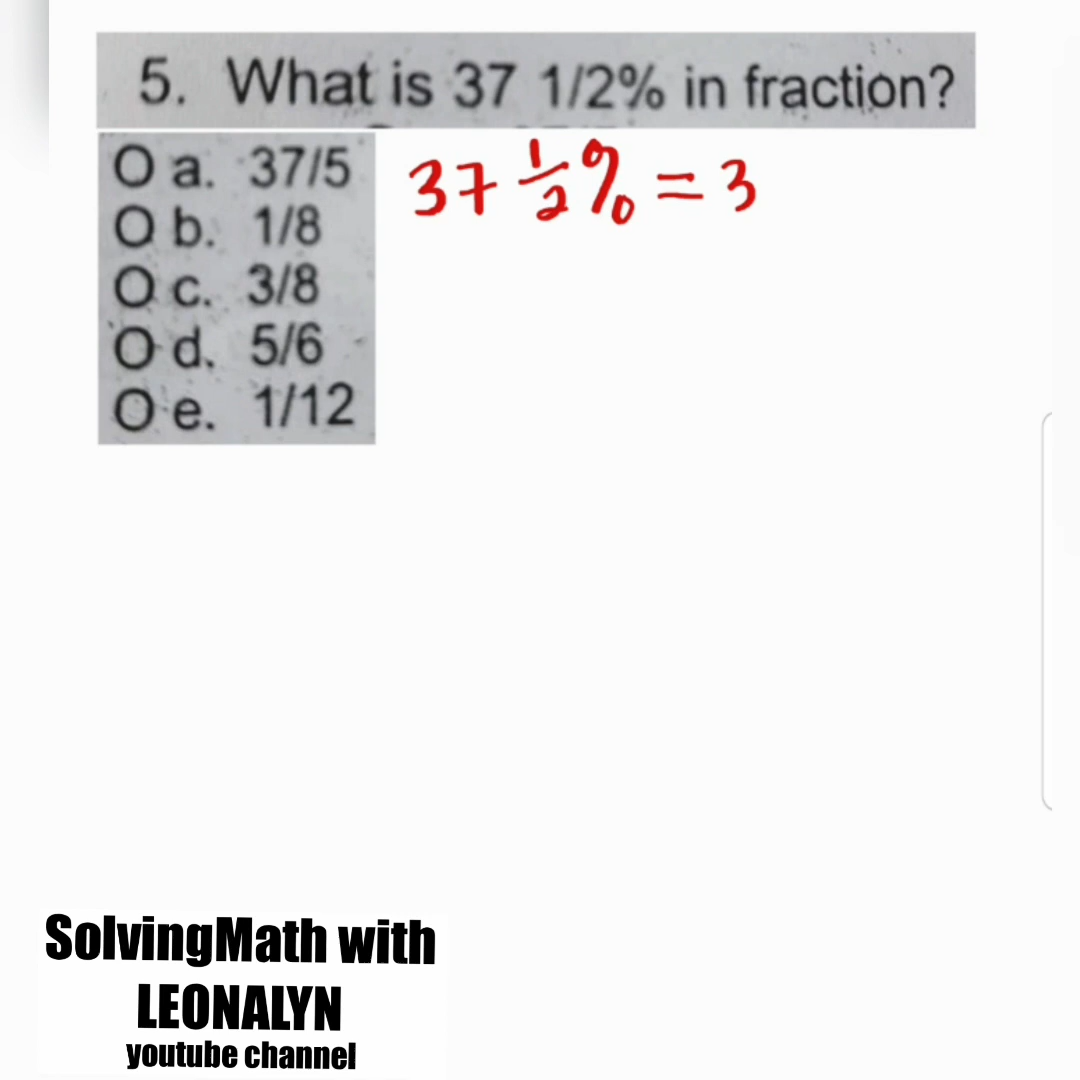 5. What is 37 1/2% in fraction?
O a. 37/5
O b. 1/8
O c. 3/8
O d. 5/6
O e. 1/12
37 1/2% = 3
SolvingMath with
LEONALYN
youtube channel